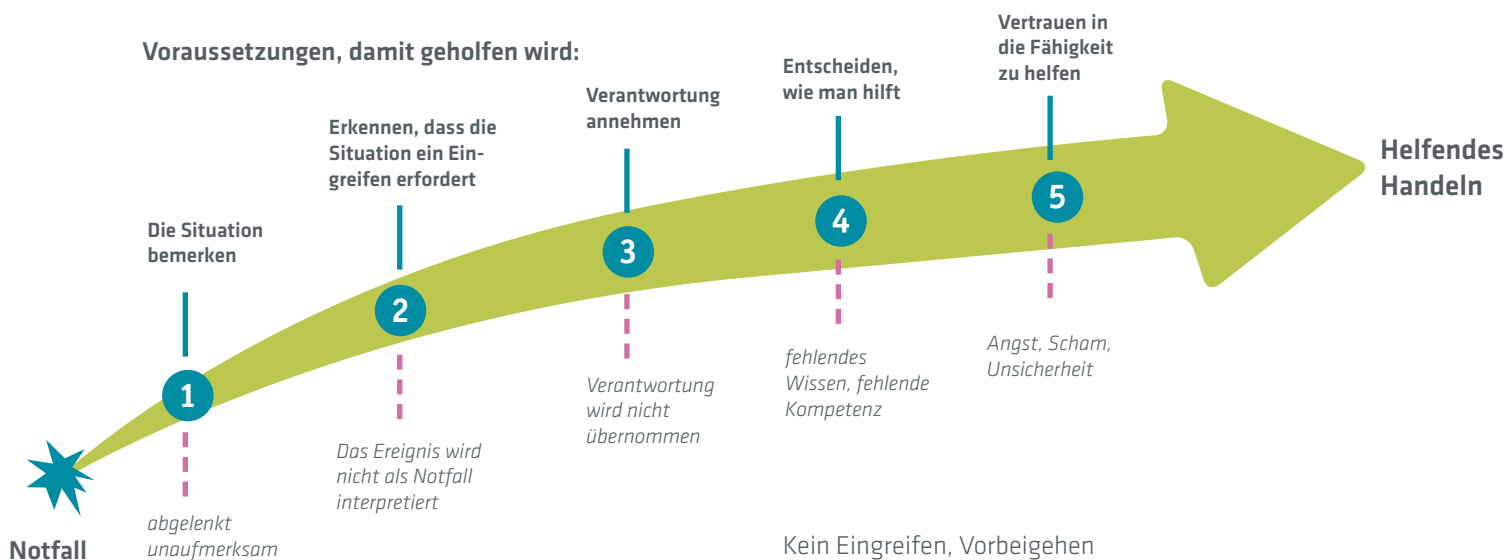 Voraussetzungen, damit geholfen wird:
Die Situation
bemerken
Erkennen, dass die
Situation ein Ein-
greifen erfordert
Verantwortung
annehmen
Entscheiden,
wie man hilft
Vertrauen in
die Fähigkeit
zu helfen
1
2
3
4
5
Helfendes
Handeln
Notfall
abgelenkt
unaufmerksam
Das Ereignis wird
nicht als Notfall
interpretiert
Verantwortung
wird nicht
übernommen
fehlendes
Wissen, fehlende
Kompetenz
Angst, Scham,
Unsicherheit
Kein Eingreifen, Vorbeigehen